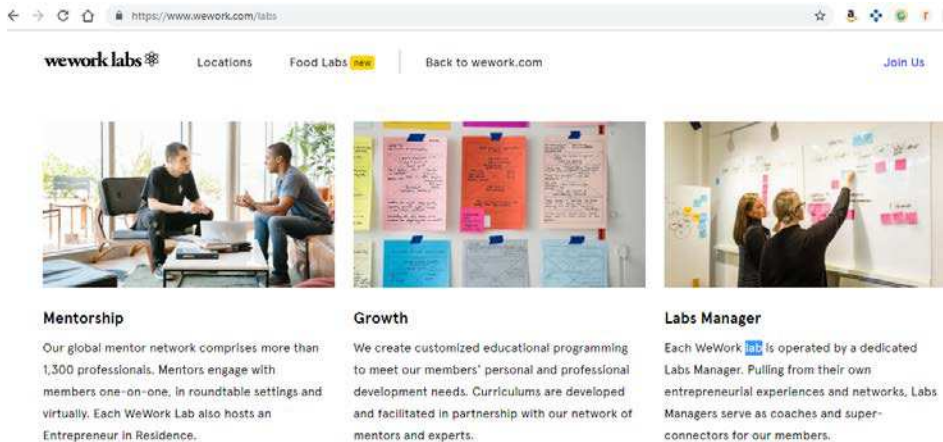 https://www.wework.com/labs
wework labs
Locations
Food Labs new
Back to wework.com
Join Us
Mentorship
Our global mentor network comprises more than
1,300 professionals. Mentors engage with
members one-on-one, in roundtable settings and
virtually. Each WeWork Lab also hosts an
Entrepreneur in Residence.
Growth
We create customized educational programming
to meet our members' personal and professional
development needs. Curriculums are developed
and facilitated in partnership with our network of
mentors and experts.
Labs Manager
Each WeWork lab is operated by a dedicated
Labs Manager. Pulling from their own
entrepreneurial experiences and networks, Labs
Managers serve as coaches and super-
connectors for our members.